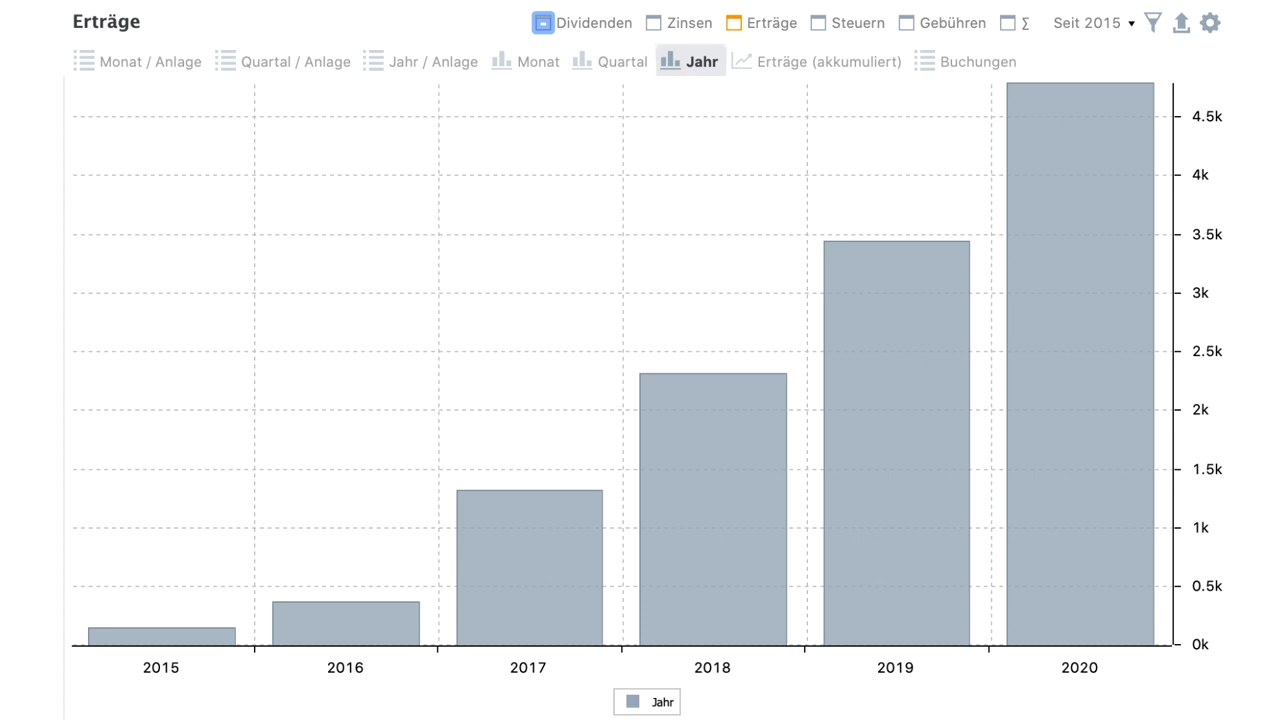 Erträge
Dividenden Zinsen Erträge Steuern Gebühren Σ Seit 2015
Monat / Anlage Quartal / Anlage Jahr / Anlage Monat Quartal Jahr Erträge (akkumuliert) Buchungen
4.5k
4k
3.5k
3k
2.5k
2k
1.5k
1k
0.5k
0k
2015 2016 2017 2018 2019 2020
Jahr